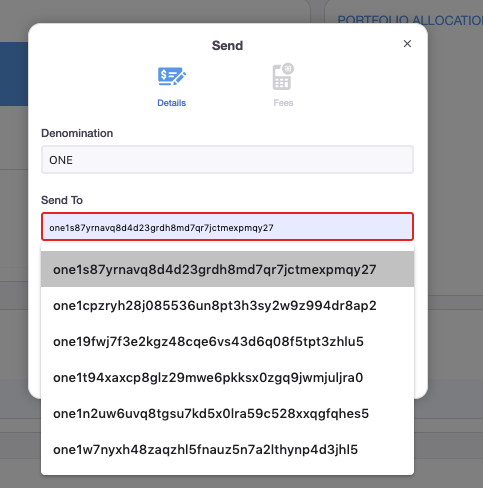 PORTFOLIO ALLOCATION
Send
Details
Fees
Denomination
ONE
Send To
one1s87yrnavq8d4d23grdh8md7qr7jctmexpmqy27
one1s87yrnavq8d4d23grdh8md7qr7jctmexpmqy27
one1cpzryh28j085536un8pt3h3sy2w9z994dr8ap2
one19fwj7f3e2kgz48cqe6vs43d6q08f5tpt3zhlu5
one1t94xaxcp8glz29mwe6pkksx0zgq9jwmjuljra0
one1n2uw6uvq8tgsu7kd5x0lra59c528xxqgfqhes5
one1w7nyxh48zaqzhl5fnauz5n7a2lthynp4d3jhl5